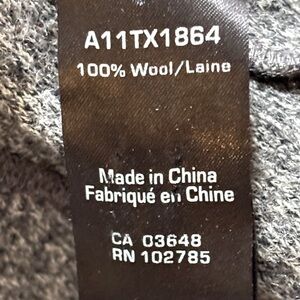 A11TX1864
100% Wool/Laine
Made in China
Fabriqué en Chine
CA 03648
RN 102785